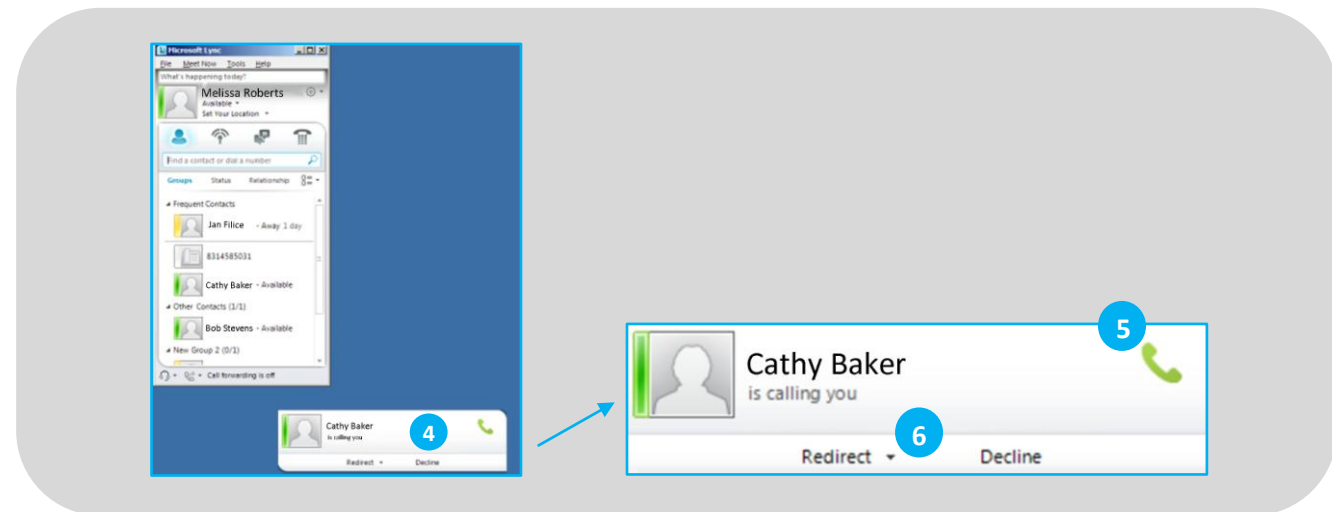 Microsoft Lync
File Meet Now Tools Help
What's happening today?
Melissa Roberts
Available
Set Your Location
Find a contact or dial a number
Groups Status Relationship
Frequent Contacts
Jan Filice - Away 1 day
8314585031
Cathy Baker - Available
Other Contacts (1/1)
Bob Stevens - Available
New Group 2 (0/1)
Call forwarding is off
Cathy Baker
is calling you
4
Redirect Decline
5
Cathy Baker
is calling you
6
Redirect Decline